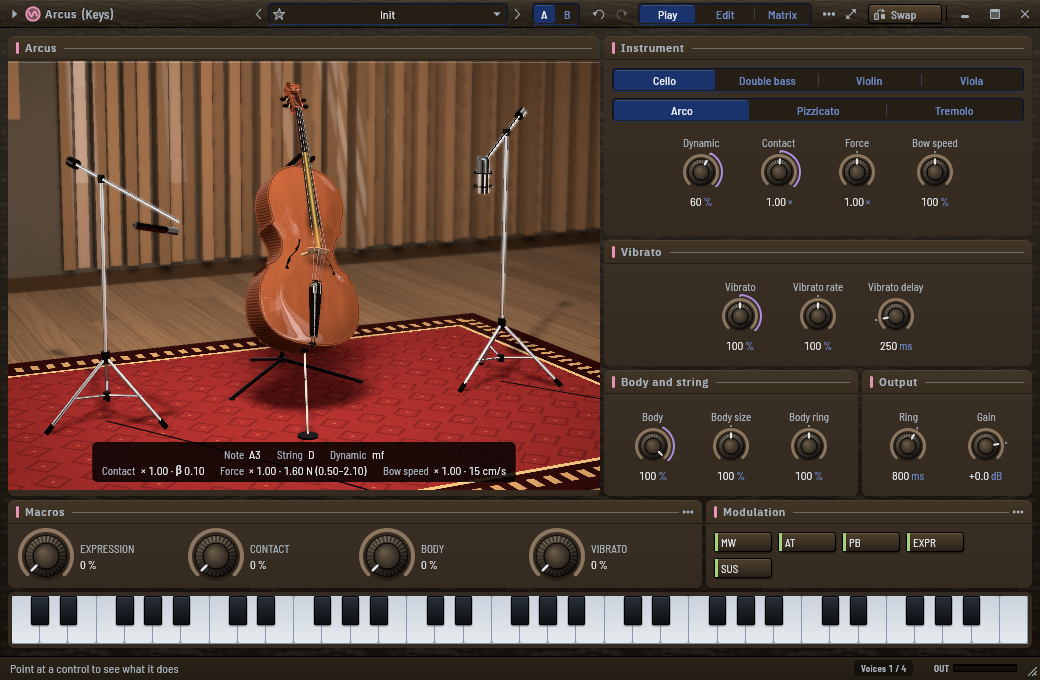 Arcus (Keys)
Init
A B
Play Edit Matrix
Swap
Arcus
Note A3 String D Dynamic mf
Contact × 1.00 · β 0.10 Force × 1.00 · 1.60 N (0.50–2.10) Bow speed × 1.00 · 15 cm/s
Instrument
Cello Double bass Violin Viola
Arco Pizzicato Tremolo
Dynamic Contact Force Bow speed
60 % 1.00 × 1.00 × 100 %
Vibrato
Vibrato Vibrato rate Vibrato delay
100 % 100 % 250 ms
Body and string
Body Body size Body ring
100 % 100 % 100 %
Output
Ring Gain
800 ms +0.0 dB
Macros
EXPRESSION
0 %
CONTACT
0 %
BODY
0 %
VIBRATO
0 %
Modulation
MW AT PB EXPR
SUS
Point at a control to see what it does
Voices 1 / 4 OUT